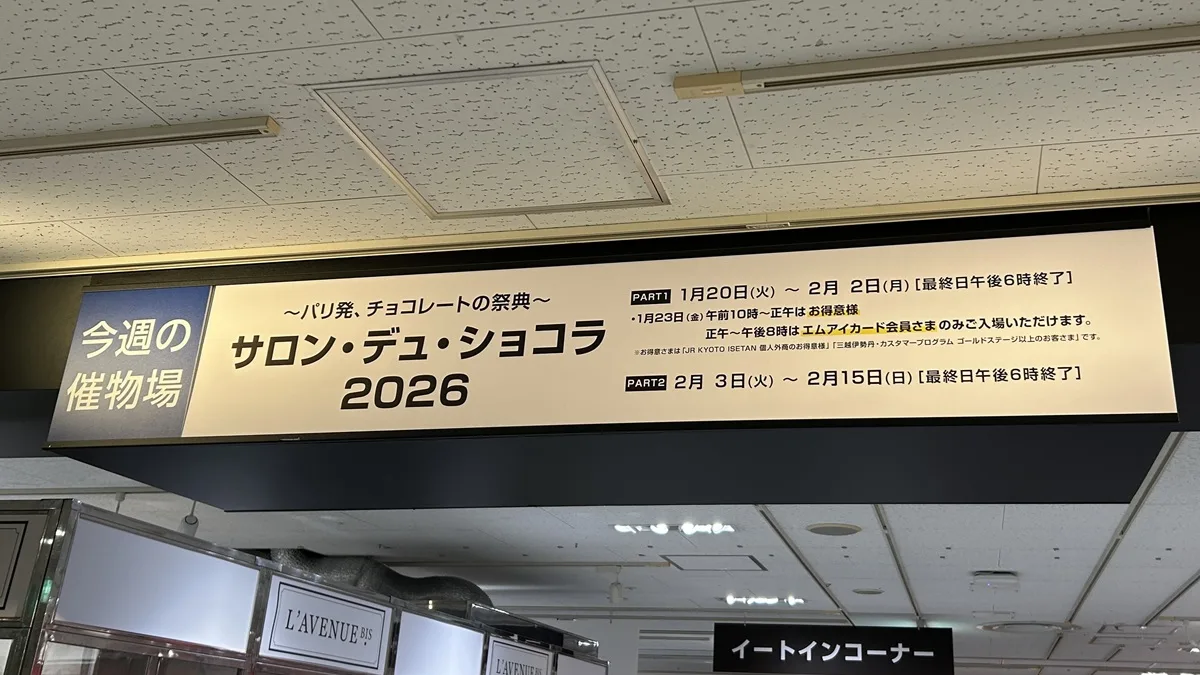 今週の
催物場
～パリ発、チョコレートの祭典～
サロン・デュ・ショコラ
2026
PART1 1月20日(火) ～ 2月 2日(月) [最終日午後6時終了]
・1月23日(金) 午前10時～正午は お得意様
正午～午後8時は エムアイカード会員さま のみご入場いただけます。
※お得意さまは「JR KYOTO ISETAN 個人外商のお得意様」「三越伊勢丹・カスタマープログラム ゴールドステージ以上のお客さま」です。
PART2 2月 3日(火) ～ 2月15日(日) [最終日午後6時終了]
L'AVENUE BIS
L'AVENUE BIS
イートインコーナー